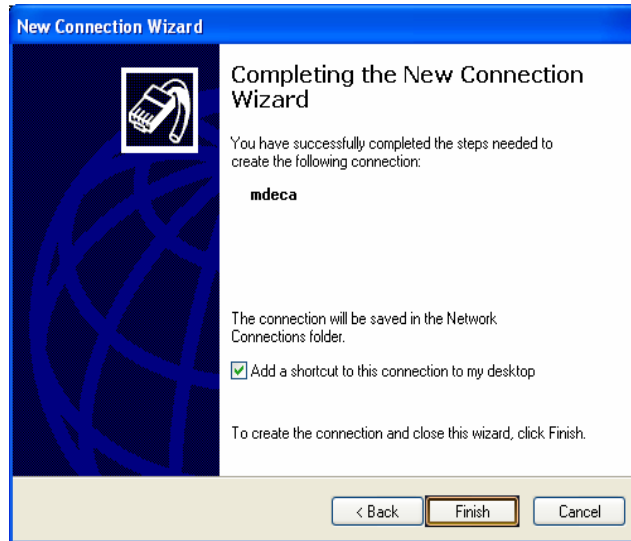 New Connection Wizard
Completing the New Connection
Wizard
You have successfully completed the steps needed to
create the following connection:
mdeca
The connection will be saved in the Network
Connections folder.
Add a shortcut to this connection to my desktop
To create the connection and close this wizard, click Finish.
< Back Finish Cancel